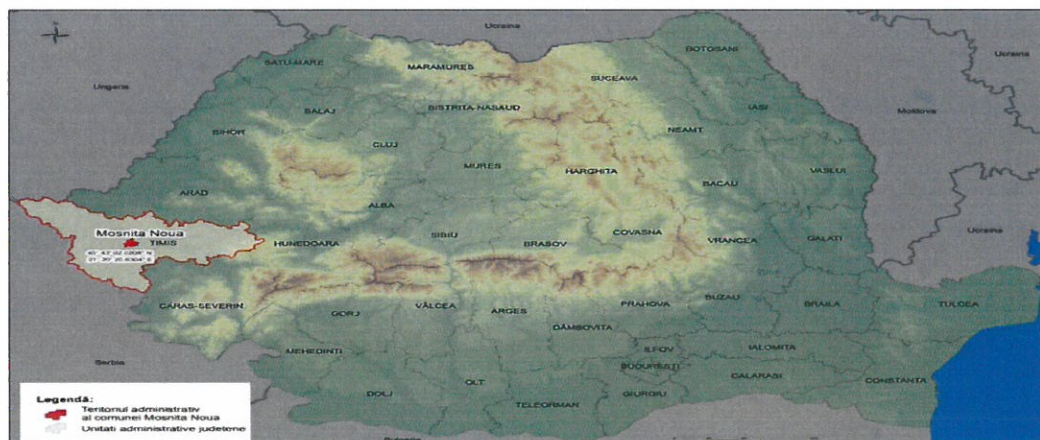 Ucraina
BOTOSANI
SATU-MARE
MARAMURES
SUCEAVA
Ucraina
Ungaria
SALAJ
BISTRITA-NASAUD
IASI
Moldova
BIHOR
NEAMT
CLUJ
MURES
HARGHITA
VASLUI
ARAD
BACAU
ALBA
Mosnita Noua
TIMIS
HUNEDOARA
SIBIU
BRASOV
COVASNA
VRANCEA
GALATI
Ucraina
CARAS-SEVERIN
GORJ
VÂLCEA
ARGES
PRAHOVA
BUZAU
BRAILA
TULCEA
DÂMBOVITA
MEHEDINTI
ILFOV
IALOMITA
Serbia
BUCURESTI
CALARASI
CONSTANTA
DOLJ
OLT
TELEORMAN
GIURGIU
Legendă:
Teritoriul administrativ
al comunei Mosnita Noua
Unitati administrative judetene
Bulgaria